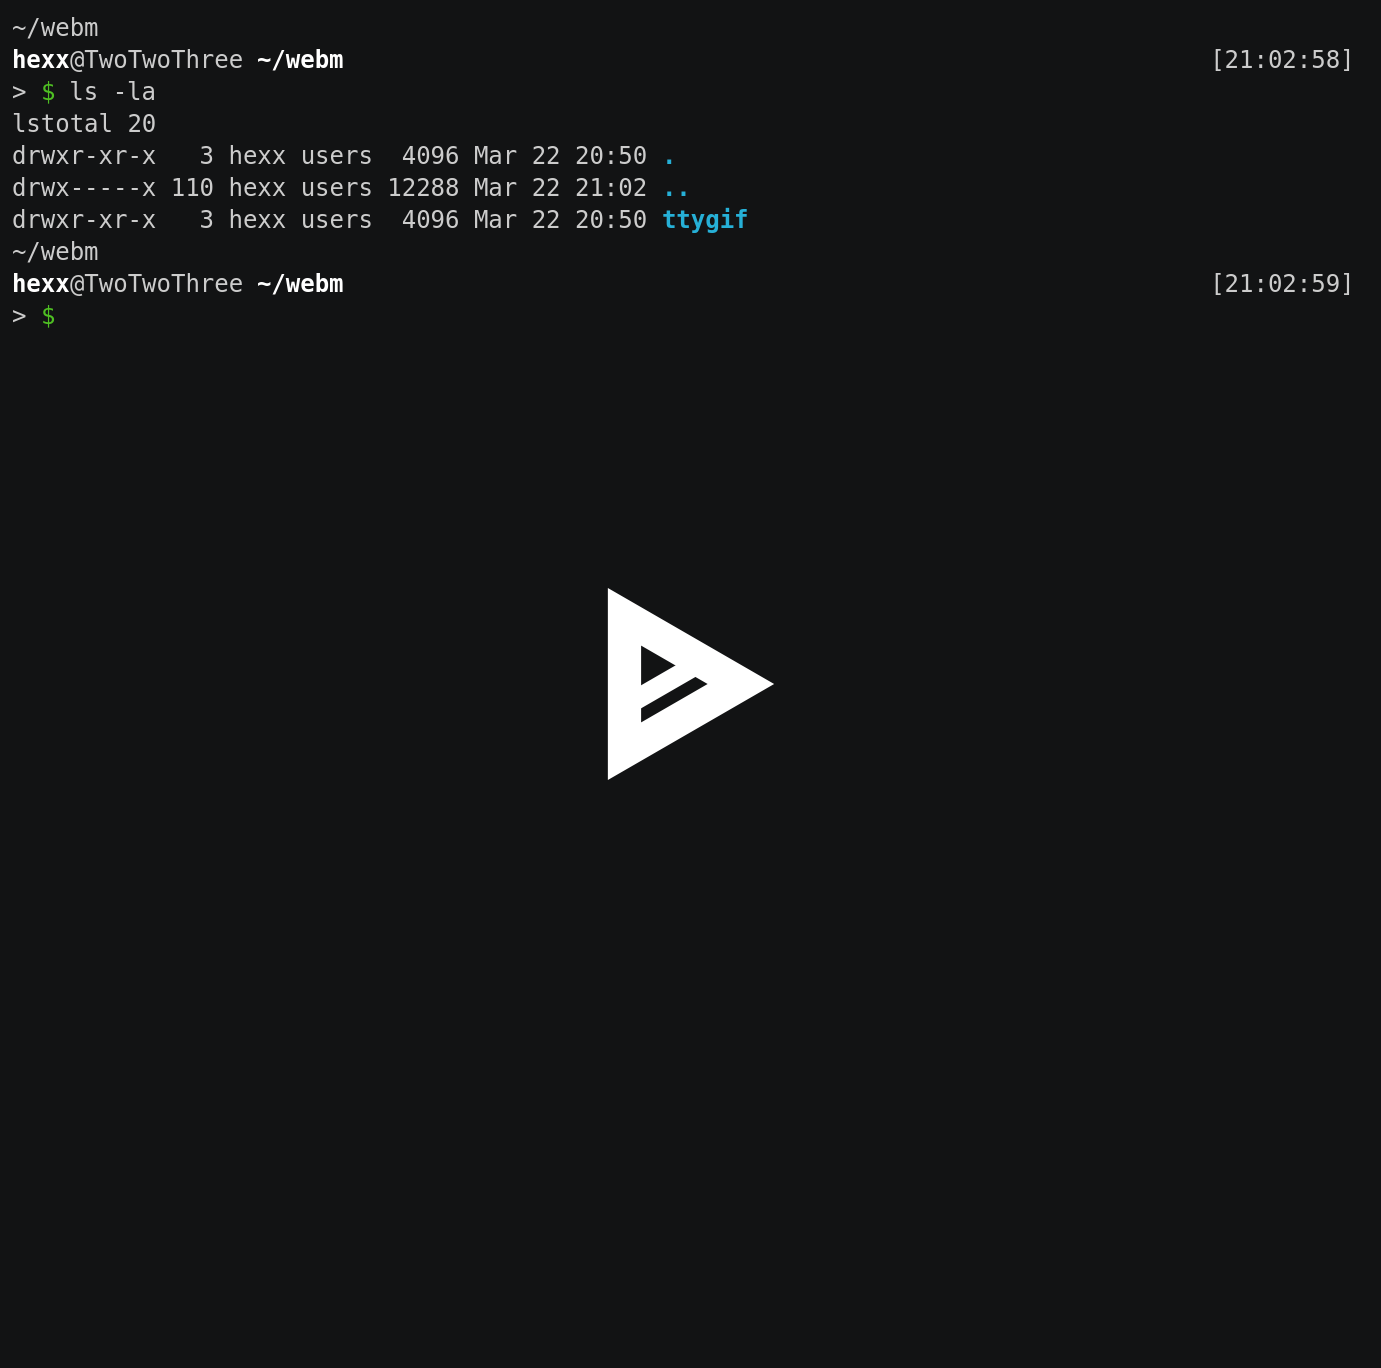 ~/webm
hexx@TwoTwoThree ~/webm [21:02:58]
> $ ls -la
lstotal 20
drwxr-xr-x   3 hexx users  4096 Mar 22 20:50 .
drwx-----x 110 hexx users 12288 Mar 22 21:02 ..
drwxr-xr-x   3 hexx users  4096 Mar 22 20:50 ttygif
~/webm
hexx@TwoTwoThree ~/webm [21:02:59]
> $